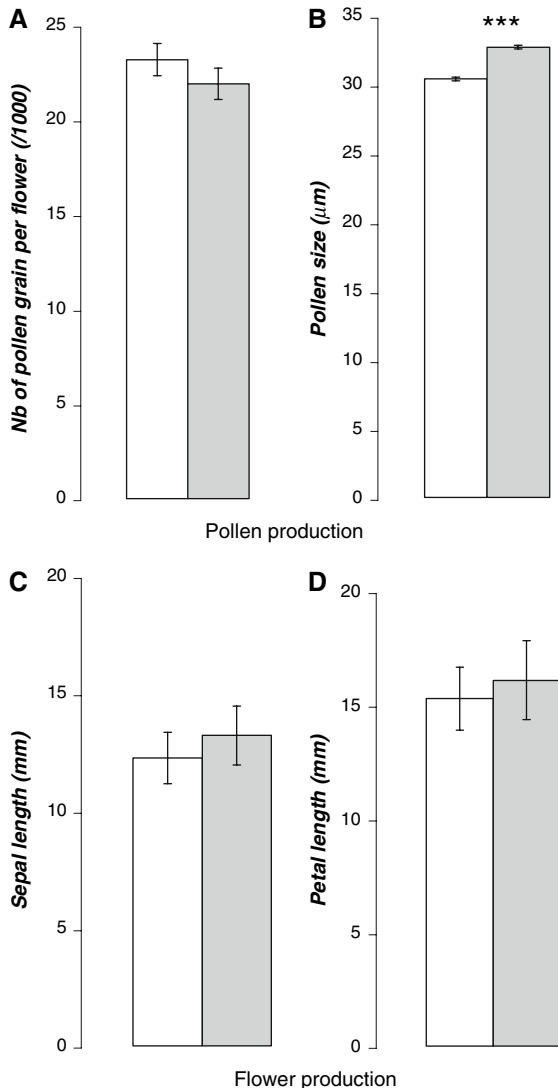 A
Nb of pollen grain per flower (/1000)
25
20
15
10
5
0
B
***
Pollen size (μm)
35
30
25
20
15
10
5
0
Pollen production
C
Sepal length (mm)
20
15
10
5
0
D
Petal length (mm)
20
15
10
5
0
Flower production